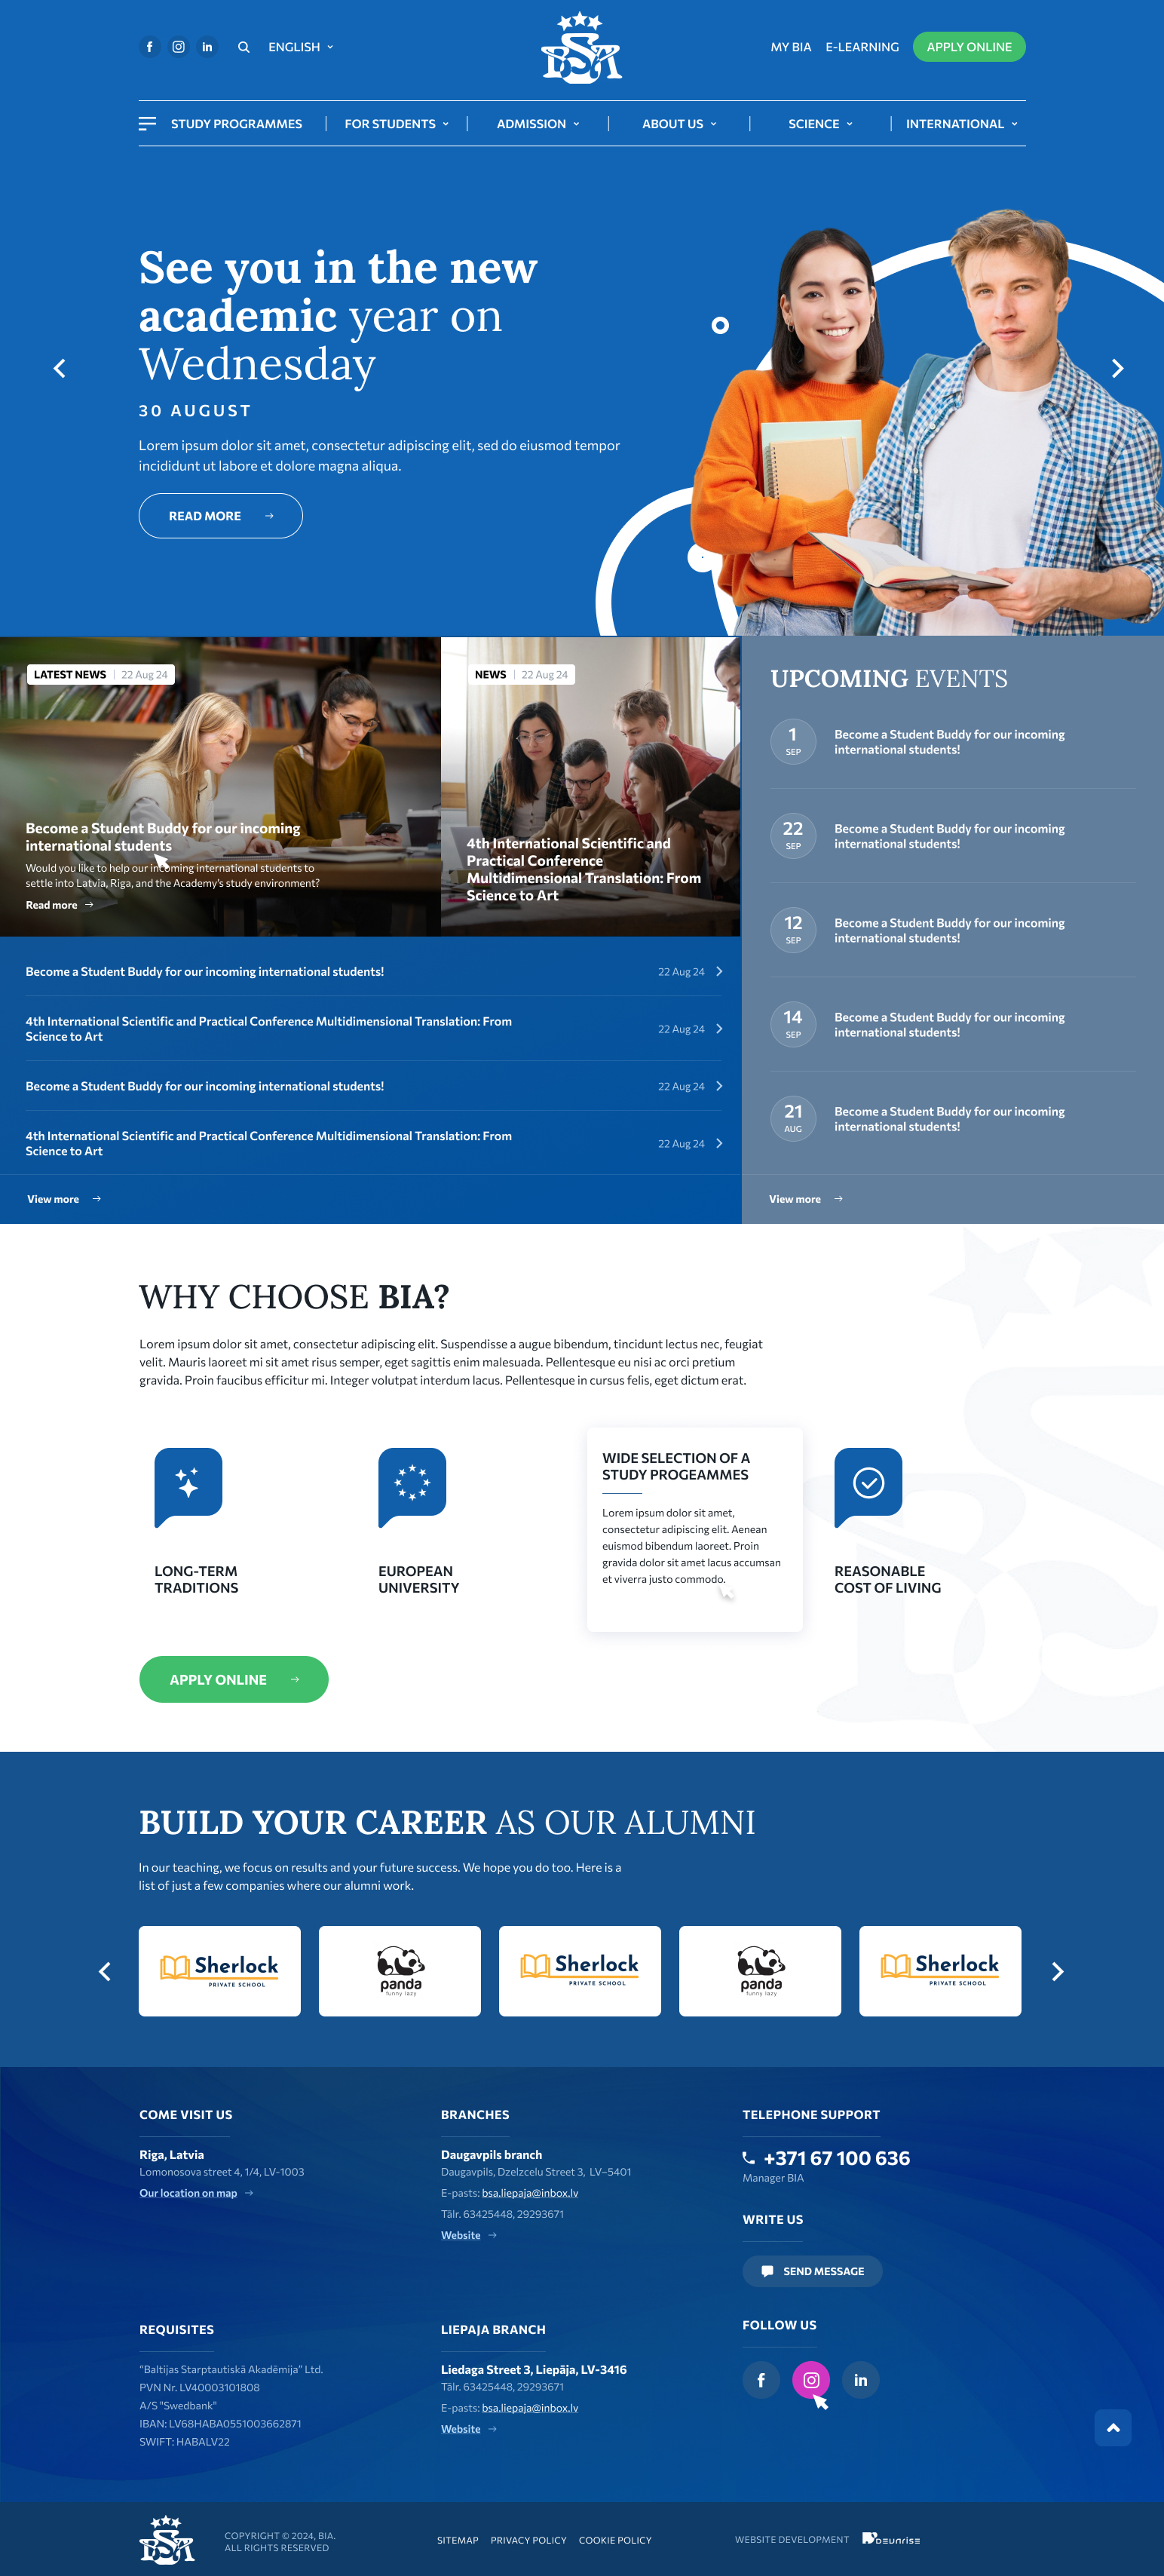 ENGLISH
BSA
MY BIA
E-LEARNING
APPLY ONLINE
STUDY PROGRAMMES
FOR STUDENTS
ADMISSION
ABOUT US
SCIENCE
INTERNATIONAL
See you in the new
academic year on
Wednesday
30 AUGUST
Lorem ipsum dolor sit amet, consectetur adipiscing elit, sed do eiusmod tempor
incididunt ut labore et dolore magna aliqua.
READ MORE
LATEST NEWS | 22 Aug 24
Become a Student Buddy for our incoming
international students
Would you like to help our incoming international students to
settle into Latvia, Riga, and the Academy's study environment?
Read more
NEWS | 22 Aug 24
4th International Scientific and
Practical Conference
Multidimensional Translation: From
Science to Art
Become a Student Buddy for our incoming international students!
22 Aug 24
4th International Scientific and Practical Conference Multidimensional Translation: From
Science to Art
22 Aug 24
Become a Student Buddy for our incoming international students!
22 Aug 24
4th International Scientific and Practical Conference Multidimensional Translation: From
Science to Art
22 Aug 24
View more
UPCOMING EVENTS
1
SEP
Become a Student Buddy for our incoming
international students!
22
SEP
Become a Student Buddy for our incoming
international students!
12
SEP
Become a Student Buddy for our incoming
international students!
14
SEP
Become a Student Buddy for our incoming
international students!
21
AUG
Become a Student Buddy for our incoming
international students!
View more
WHY CHOOSE BIA?
Lorem ipsum dolor sit amet, consectetur adipiscing elit. Suspendisse a augue bibendum, tincidunt lectus nec, feugiat
velit. Mauris laoreet mi sit amet risus semper, eget sagittis enim malesuada. Pellentesque eu nisi ac orci pretium
gravida. Proin faucibus efficitur mi. Integer volutpat interdum lacus. Pellentesque in cursus felis, eget dictum erat.
LONG-TERM
TRADITIONS
EUROPEAN
UNIVERSITY
WIDE SELECTION OF A
STUDY PROGEAMMES
Lorem ipsum dolor sit amet,
consectetur adipiscing elit. Aenean
euismod bibendum laoreet. Proin
gravida dolor sit amet lacus accumsan
et viverra justo commodo.
REASONABLE
COST OF LIVING
APPLY ONLINE
BUILD YOUR CAREER AS OUR ALUMNI
In our teaching, we focus on results and your future success. We hope you do too. Here is a
list of just a few companies where our alumni work.
Sherlock
PRIVATE SCHOOL
panda
funny lazy
Sherlock
PRIVATE SCHOOL
panda
funny lazy
Sherlock
PRIVATE SCHOOL
COME VISIT US
Riga, Latvia
Lomonosova street 4, 1/4, LV-1003
Our location on map
BRANCHES
Daugavpils branch
Daugavpils, Dzelzcelu Street 3, LV–5401
E-pasts: bsa.liepaja@inbox.lv
Tālr. 63425448, 29293671
Website
TELEPHONE SUPPORT
+371 67 100 636
Manager BIA
WRITE US
SEND MESSAGE
REQUISITES
"Baltijas Starptautiskā Akadēmija" Ltd.
PVN Nr. LV40003101808
A/S "Swedbank"
IBAN: LV68HABA0551003662871
SWIFT: HABALV22
LIEPAJA BRANCH
Liedaga Street 3, Liepāja, LV-3416
Tālr. 63425448, 29293671
E-pasts: bsa.liepaja@inbox.lv
Website
FOLLOW US
BSA
COPYRIGHT © 2024, BIA.
ALL RIGHTS RESERVED
SITEMAP
PRIVACY POLICY
COOKIE POLICY
WEBSITE DEVELOPMENT
Deunrise